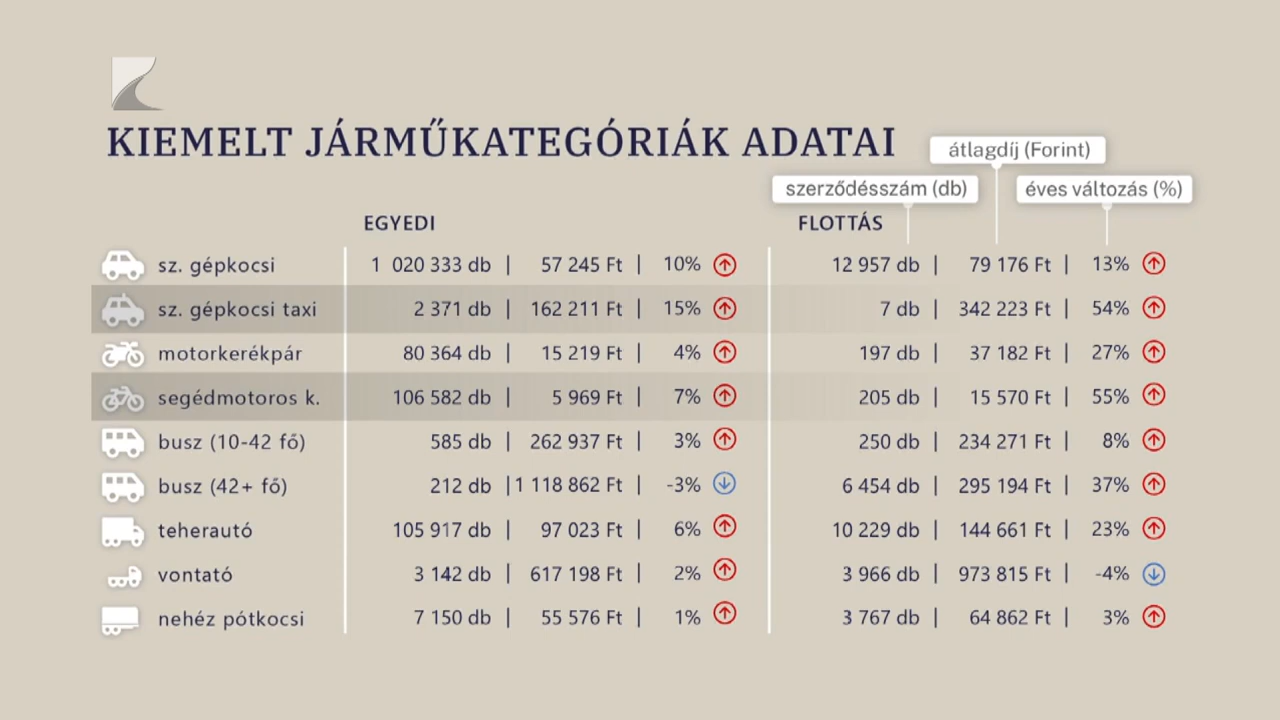 KIEMELT JÁRMŰKATEGÓRIÁK ADATAI
átlagdíj (Forint)
szerződésszám (db)
éves változás (%)
EGYEDI
FLOTTÁS
sz. gépkocsi 1 020 333 db | 57 245 Ft | 10% 12 957 db | 79 176 Ft | 13%
sz. gépkocsi taxi 2 371 db | 162 211 Ft | 15% 7 db | 342 223 Ft | 54%
motorkerékpár 80 364 db | 15 219 Ft | 4% 197 db | 37 182 Ft | 27%
segédmotoros k. 106 582 db | 5 969 Ft | 7% 205 db | 15 570 Ft | 55%
busz (10-42 fő) 585 db | 262 937 Ft | 3% 250 db | 234 271 Ft | 8%
busz (42+ fő) 212 db |1 118 862 Ft | -3% 6 454 db | 295 194 Ft | 37%
teherautó 105 917 db | 97 023 Ft | 6% 10 229 db | 144 661 Ft | 23%
vontató 3 142 db | 617 198 Ft | 2% 3 966 db | 973 815 Ft | -4%
nehéz pótkocsi 7 150 db | 55 576 Ft | 1% 3 767 db | 64 862 Ft | 3%